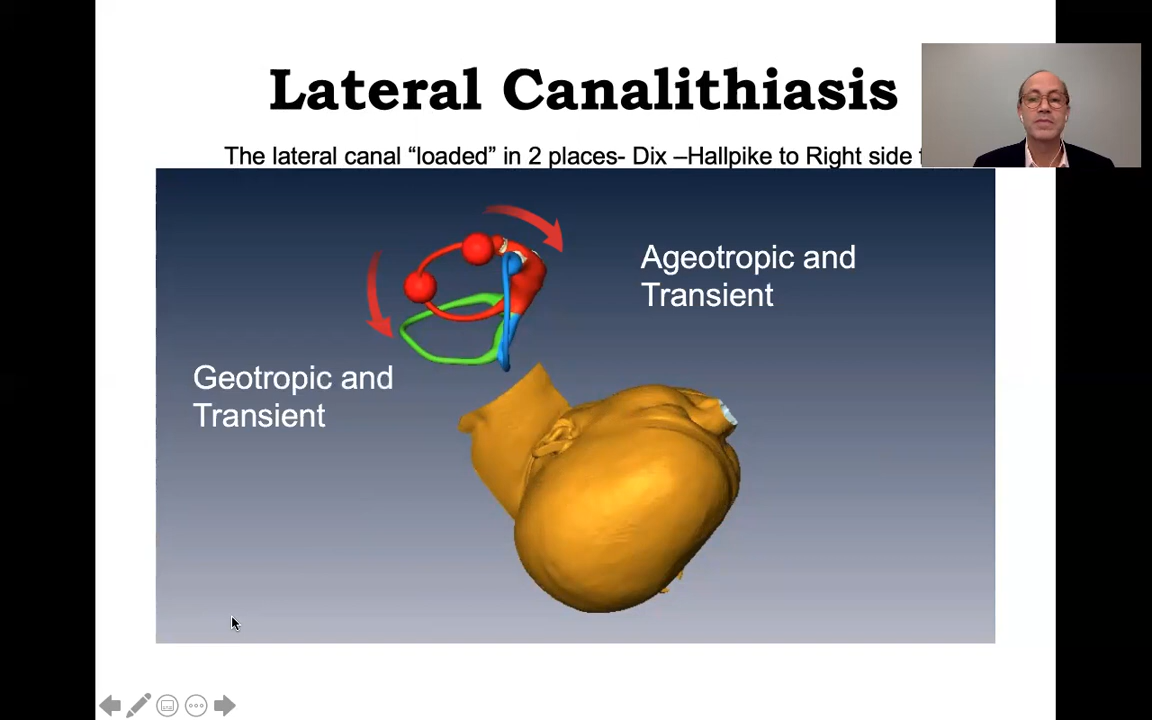 Lateral Canalithiasis
The lateral canal “loaded” in 2 places- Dix –Hallpike to Right side
Ageotropic and
Transient
Geotropic and
Transient